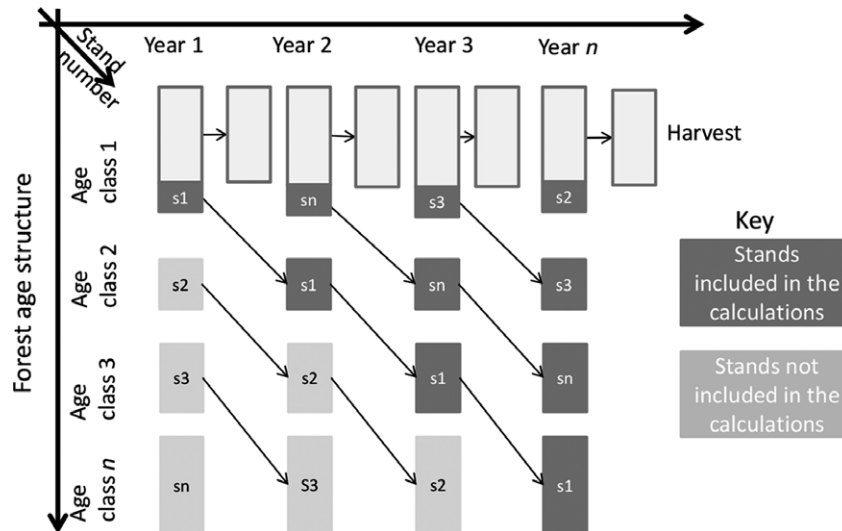 Year 1 Year 2 Year 3 Year n
Stand
number
Forest age structure
Age
class 1
s1 sn s3 s2
Harvest
Age
class 2
s2 s1 sn s3
Age
class 3
s3 s2 s1 sn
Age
class n
sn S3 s2 s1
Key
Stands
included in the
calculations
Stands not
included in the
calculations